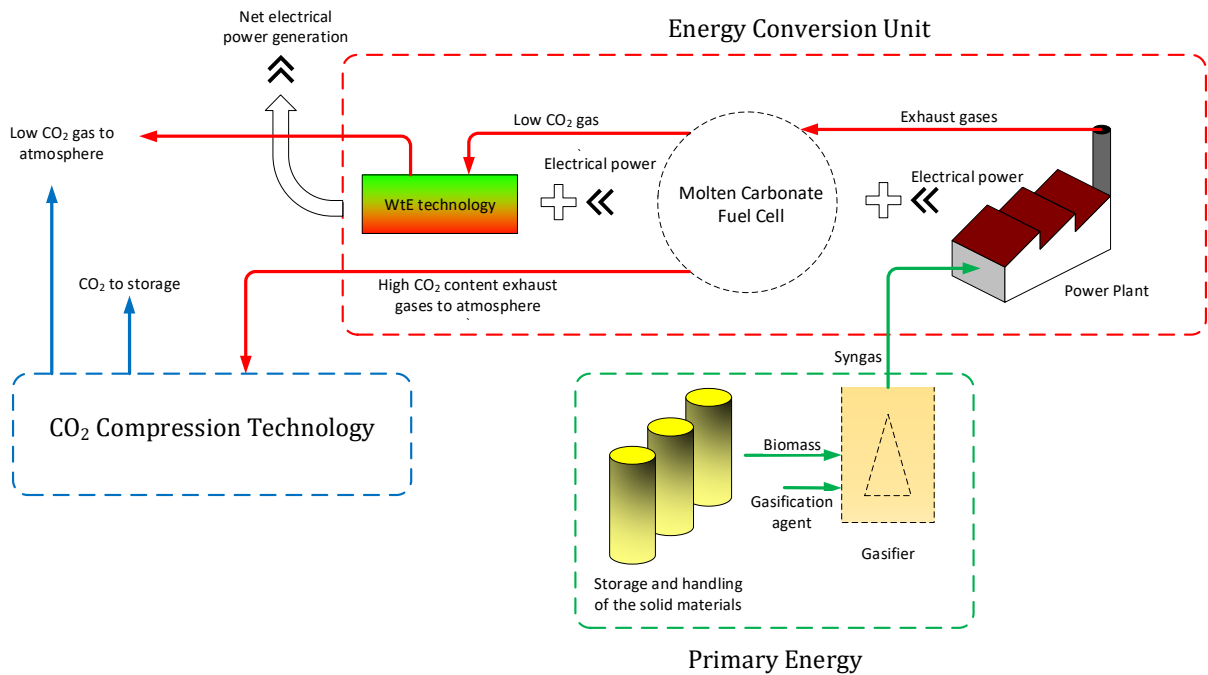 Net electrical
power generation
Energy Conversion Unit
Low CO₂ gas to
atmosphere
Low CO₂ gas
Exhaust gases
Electrical power
Electrical power
WtE technology
Molten Carbonate
Fuel Cell
CO₂ to storage
High CO₂ content exhaust
gases to atmosphere
Power Plant
Syngas
CO₂ Compression Technology
Biomass
Gasification
agent
Gasifier
Storage and handling
of the solid materials
Primary Energy